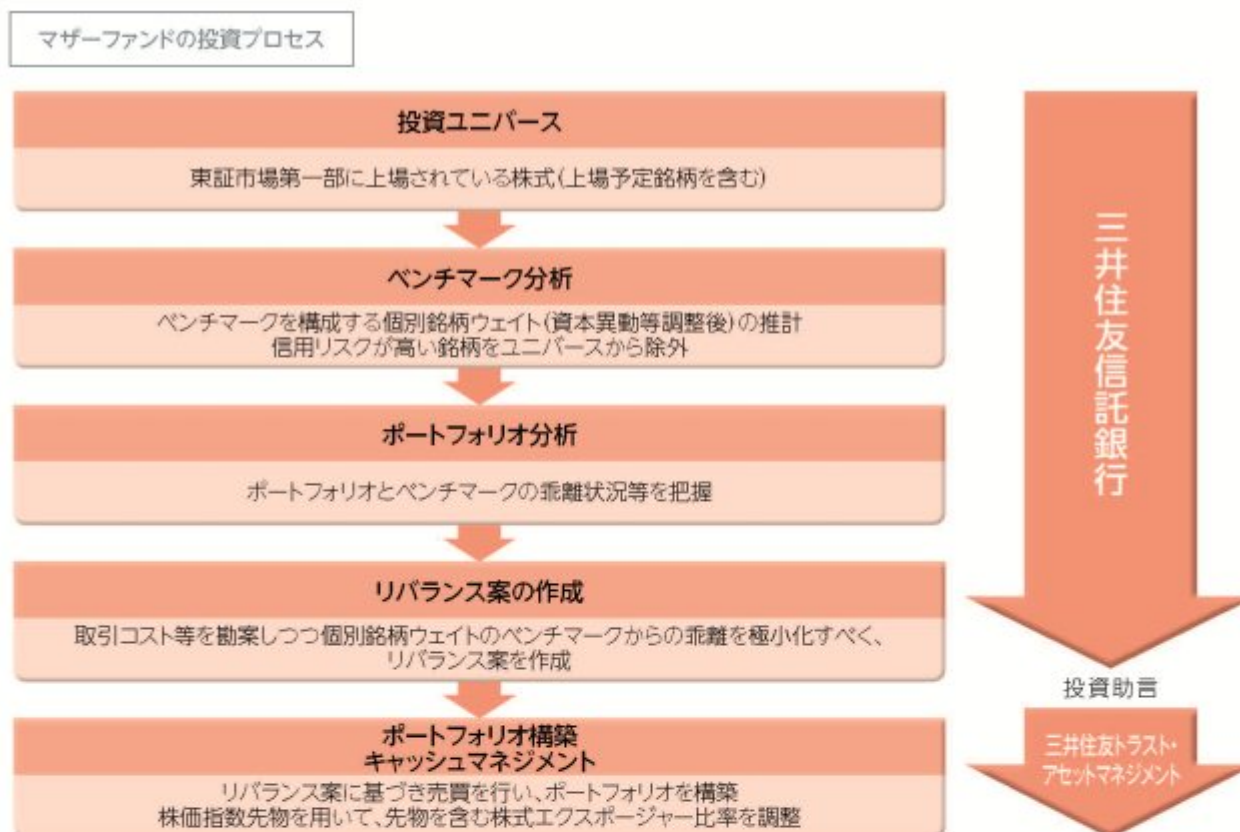 マザーファンドの投資プロセス
投資ユニバース
東証市場第一部に上場されている株式(上場予定銘柄を含む)
ベンチマーク分析
ベンチマークを構成する個別銘柄ウェイト(資本異動等調整後)の推計
信用リスクが高い銘柄をユニバースから除外
ポートフォリオ分析
ポートフォリオとベンチマークの乖離状況等を把握
リバランス案の作成
取引コスト等を勘案しつつ個別銘柄ウェイトのベンチマークからの乖離を極小化すべく、
リバランス案を作成
ポートフォリオ構築
キャッシュマネジメント
リバランス案に基づき売買を行い、ポートフォリオを構築
株価指数先物を用いて、先物を含む株式エクスポージャー比率を調整
三井住友信託銀行
投資助言
三井住友トラスト・
アセットマネジメント